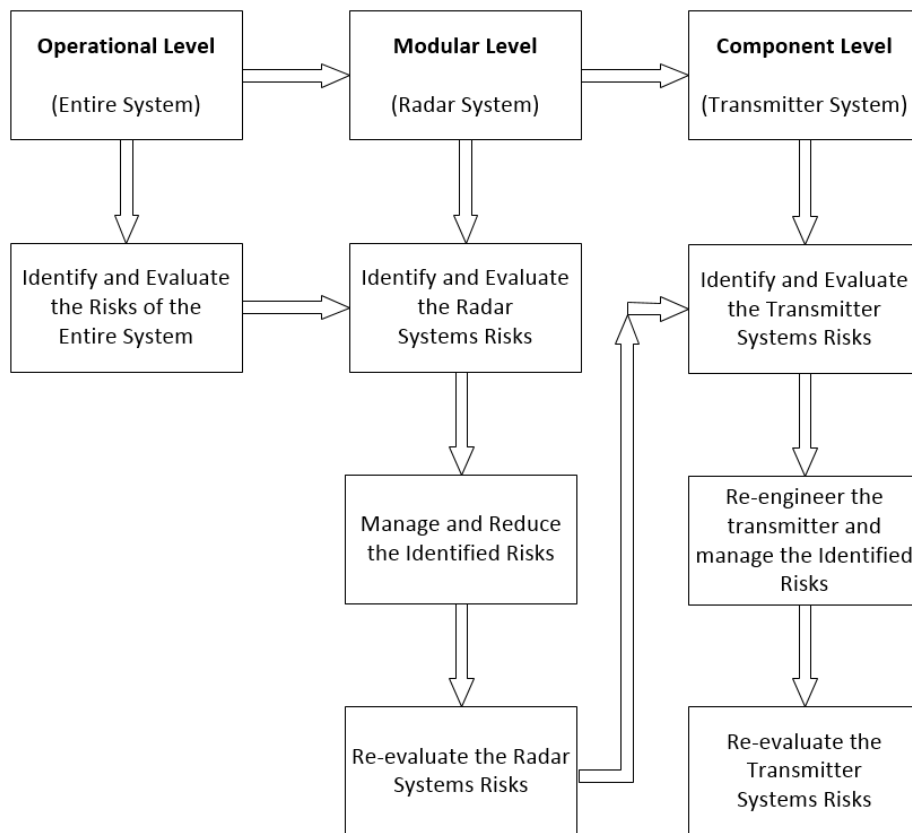 Operational Level
(Entire System)
Modular Level
(Radar System)
Component Level
(Transmitter System)
Identify and Evaluate
the Risks of the
Entire System
Identify and Evaluate
the Radar
Systems Risks
Identify and Evaluate
the Transmitter
Systems Risks
Manage and Reduce
the Identified Risks
Re-engineer the
transmitter and
manage the Identified
Risks
Re-evaluate the Radar
Systems Risks
Re-evaluate the
Transmitter
Systems Risks